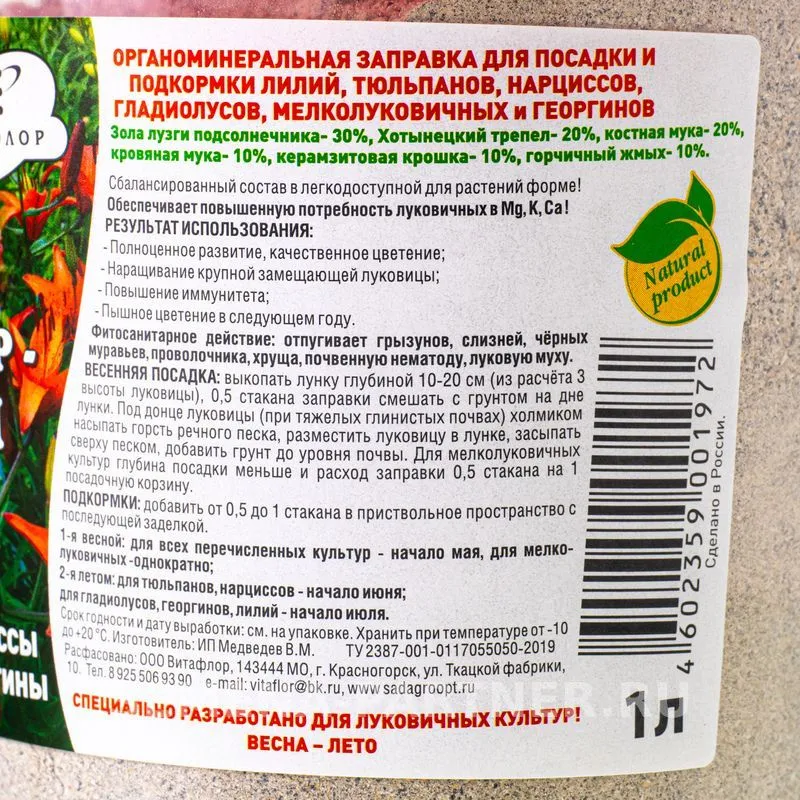 ОРГАНОМИНЕРАЛЬНАЯ ЗАПРАВКА ДЛЯ ПОСАДКИ И
ПОДКОРМКИ ЛИЛИЙ, ТЮЛЬПАНОВ, НАРЦИССОВ,
ГЛАДИОЛУСОВ, МЕЛКОЛУКОВИЧНЫХ и ГЕОРГИНОВ
Зола лузги подсолнечника- 30%, Хотынецкий трепел- 20%, костная мука- 20%,
кровяная мука- 10%, керамзитовая крошка- 10%, горчичный жмых- 10%.
Сбалансированный состав в легкодоступной для растений форме!
Обеспечивает повышенную потребность луковичных в Mg, K, Ca!
РЕЗУЛЬТАТ ИСПОЛЬЗОВАНИЯ:
- Полноценное развитие, качественное цветение;
- Наращивание крупной замещающей луковицы;
- Повышение иммунитета;
- Пышное цветение в следующем году.
Natural
product
Фитосанитарное действие: отпугивает грызунов, слизней, чёрных
муравьев, проволочника, хруща, почвенную нематоду, луковую муху.
ВЕСЕННЯЯ ПОСАДКА: выкопать лунку глубиной 10-20 см (из расчёта 3
высоты луковицы), 0,5 стакана заправки смешать с грунтом на дне
лунки. Под донце луковицы (при тяжелых глинистых почвах) холмиком
насыпать горсть речного песка, разместить луковицу в лунке, засыпать
сверху песком, добавить грунт до уровня почвы. Для мелколуковичных
культур глубина посадки меньше и расход заправки 0,5 стакана на 1
посадочную корзину.
ПОДКОРМКИ: добавить от 0,5 до 1 стакана в приствольное пространство с
последующей заделкой.
1-я весной: для всех перечисленных культур - начало мая, для мелко-
луковичных -однократно;
2-я летом: для тюльпанов, нарциссов - начало июня;
для гладиолусов, георгинов, лилий - начало июля.
Срок годности и дату выработки: см. на упаковке. Хранить при температуре от -10
до +20°С. Изготовитель: ИП Медведев В.М. ТУ 2387-001-0117055050-2019
Расфасовано: ООО Витафлор, 143444 МО, г. Красногорск, ул. Ткацкой фабрики,
10. Тел. 8 925 506 93 90 e-mail: vitaflor@bk.ru, www.sadagroopt.ru
СПЕЦИАЛЬНО РАЗРАБОТАНО ДЛЯ ЛУКОВИЧНЫХ КУЛЬТУР!
ВЕСНА – ЛЕТО
1л
4 602359 001972
Сделано в России.